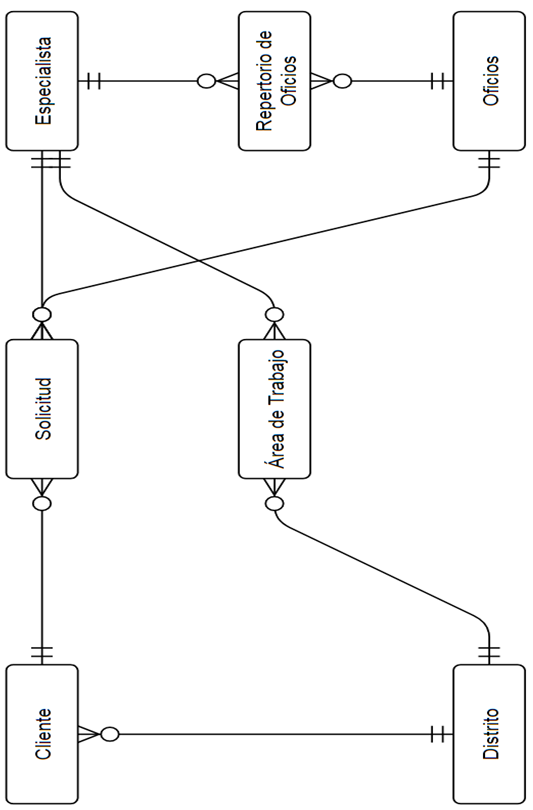 Cliente
Solicitud
Especialista
Área de Trabajo
Repertorio de
Oficios
Distrito
Oficios